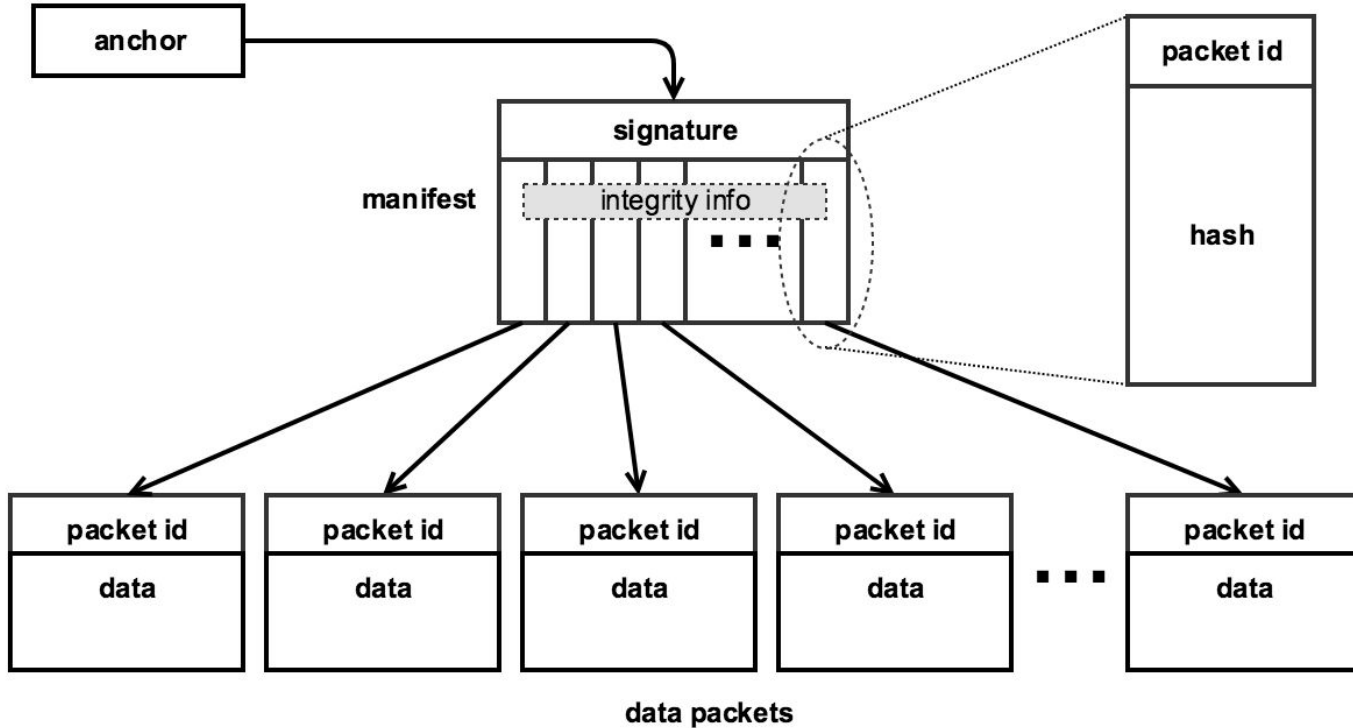 anchor
packet id
signature
manifest
integrity info
...
hash
packet id
packet id
packet id
packet id
...
packet id
data
data
data
data
data
data packets